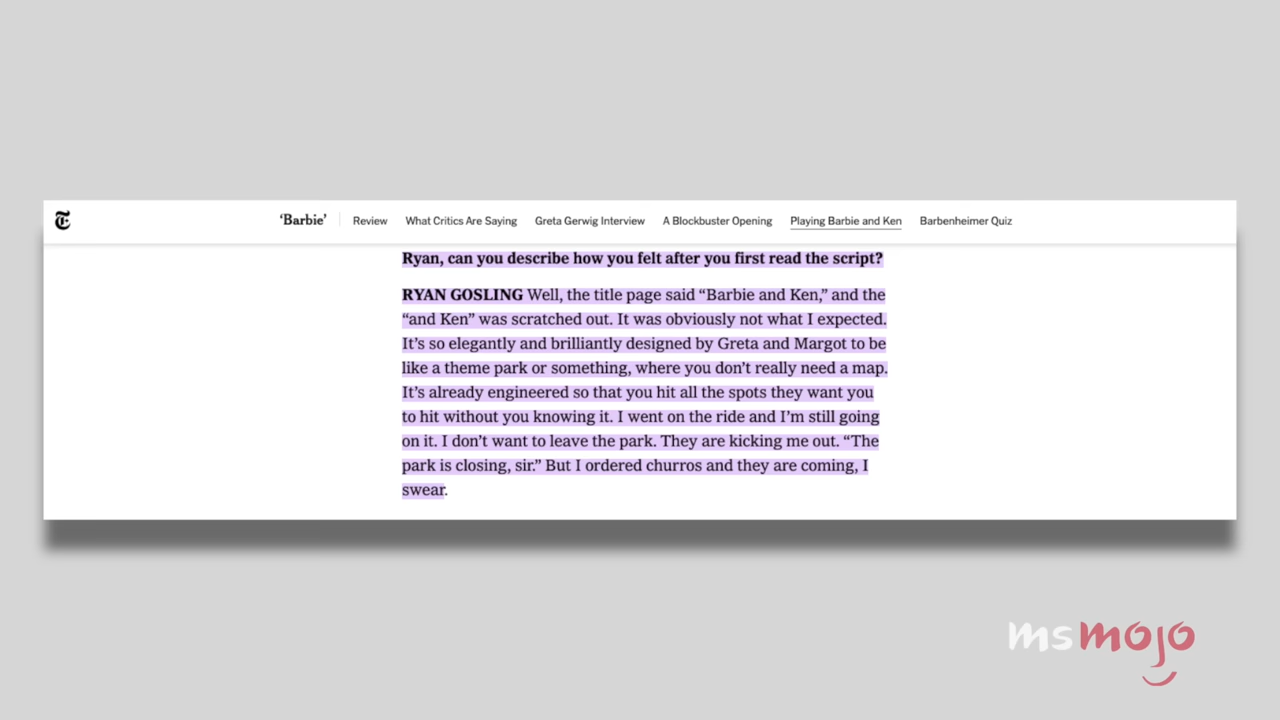 ‘Barbie’ Review What Critics Are Saying Greta Gerwig Interview A Blockbuster Opening Playing Barbie and Ken Barbenheimer Quiz
Ryan, can you describe how you felt after you first read the script?
RYAN GOSLING Well, the title page said “Barbie and Ken,” and the
“and Ken” was scratched out. It was obviously not what I expected.
It’s so elegantly and brilliantly designed by Greta and Margot to be
like a theme park or something, where you don’t really need a map.
It’s already engineered so that you hit all the spots they want you
to hit without you knowing it. I went on the ride and I’m still going
on it. I don’t want to leave the park. They are kicking me out. “The
park is closing, sir.” But I ordered churros and they are coming, I
swear.
msmojo